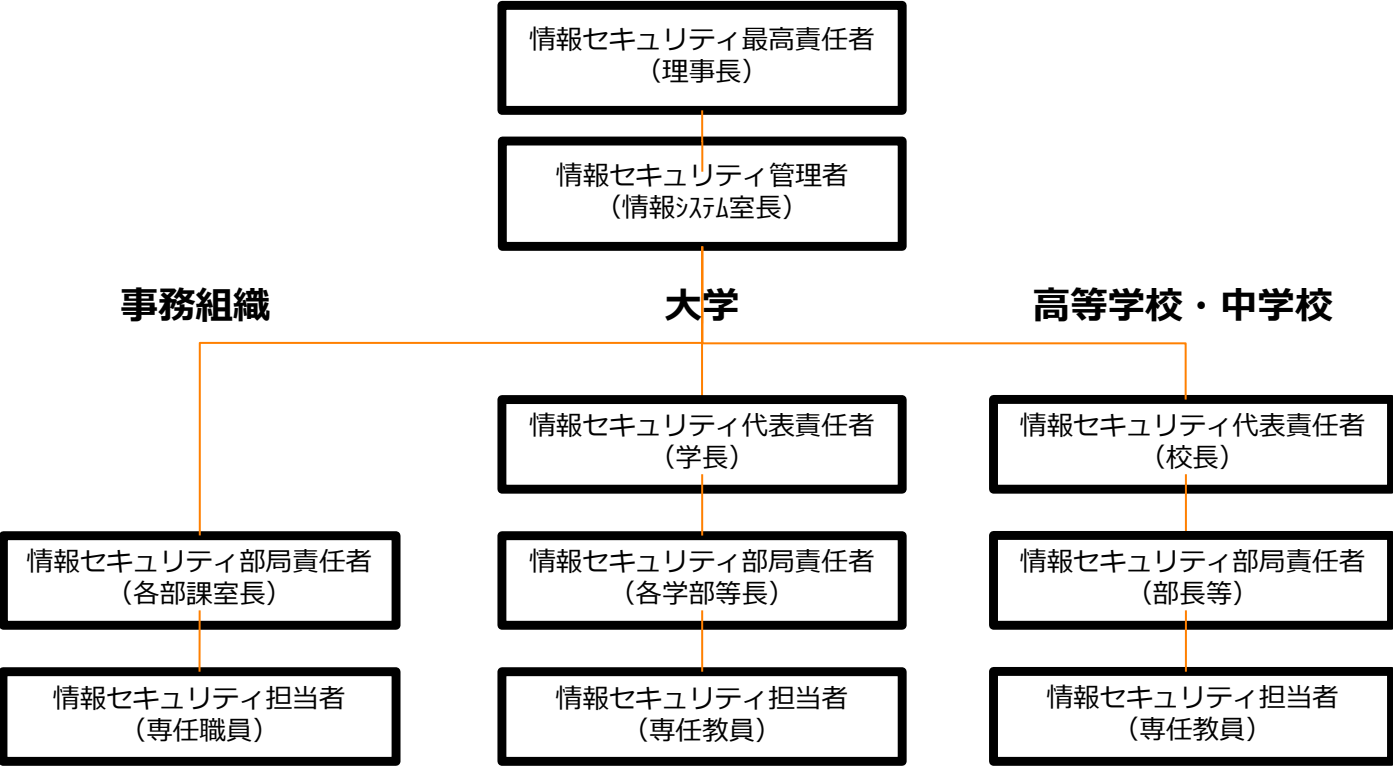 情報セキュリティ最高責任者
（理事長）
情報セキュリティ管理者
（情報ｼｽﾃﾑ室長）
事務組織
大学
高等学校・中学校
情報セキュリティ代表責任者
（学長）
情報セキュリティ代表責任者
（校長）
情報セキュリティ部局責任者
（各部課室長）
情報セキュリティ部局責任者
（各学部等長）
情報セキュリティ部局責任者
（部長等）
情報セキュリティ担当者
（専任職員）
情報セキュリティ担当者
（専任教員）
情報セキュリティ担当者
（専任教員）